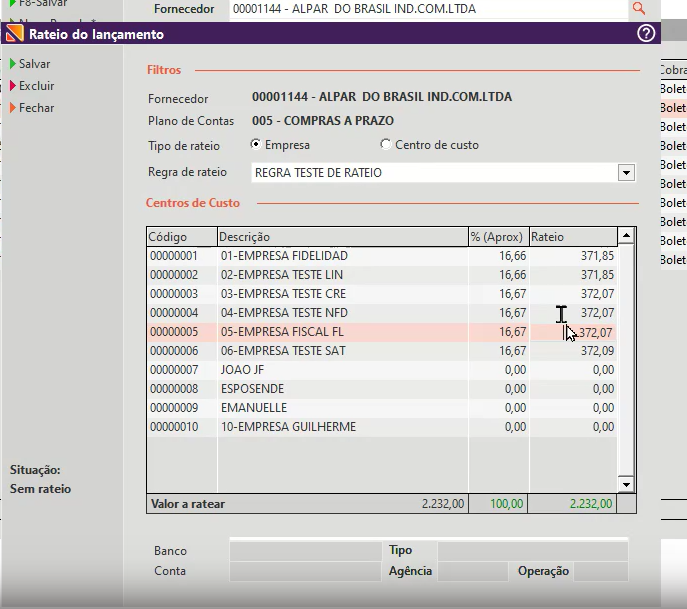 F8-Salvar
Fornecedor 00001144 - ALPAR DO BRASIL IND.COM.LTDA
Rateio do lançamento ?
Salvar
Excluir
Fechar
Filtros
Fornecedor 00001144 - ALPAR DO BRASIL IND.COM.LTDA
Plano de Contas 005 - COMPRAS A PRAZO
Tipo de rateio Empresa Centro de custo
Regra de rateio REGRA TESTE DE RATEIO
Centros de Custo
Código Descrição % (Aprox) Rateio
00000001 01-EMPRESA FIDELIDAD 16,66 371,85
00000002 02-EMPRESA TESTE LIN 16,66 371,85
00000003 03-EMPRESA TESTE CRE 16,67 372,07
00000004 04-EMPRESA TESTE NFD 16,67 372,07
00000005 05-EMPRESA FISCAL FL 16,67 372,07
00000006 06-EMPRESA TESTE SAT 16,67 372,09
00000007 JOAO JF 0,00 0,00
00000008 ESPOSENDE 0,00 0,00
00000009 EMANUELLE 0,00 0,00
00000010 10-EMPRESA GUILHERME 0,00 0,00
Valor a ratear 2.232,00 100,00 2.232,00
Situação:
Sem rateio
Banco Tipo
Conta Agência Operação
Cobra
Bolet
Bolet
Bolet
Bolet
Bolet
Bolet
Bolet
Bolet
Bolet
Bolet